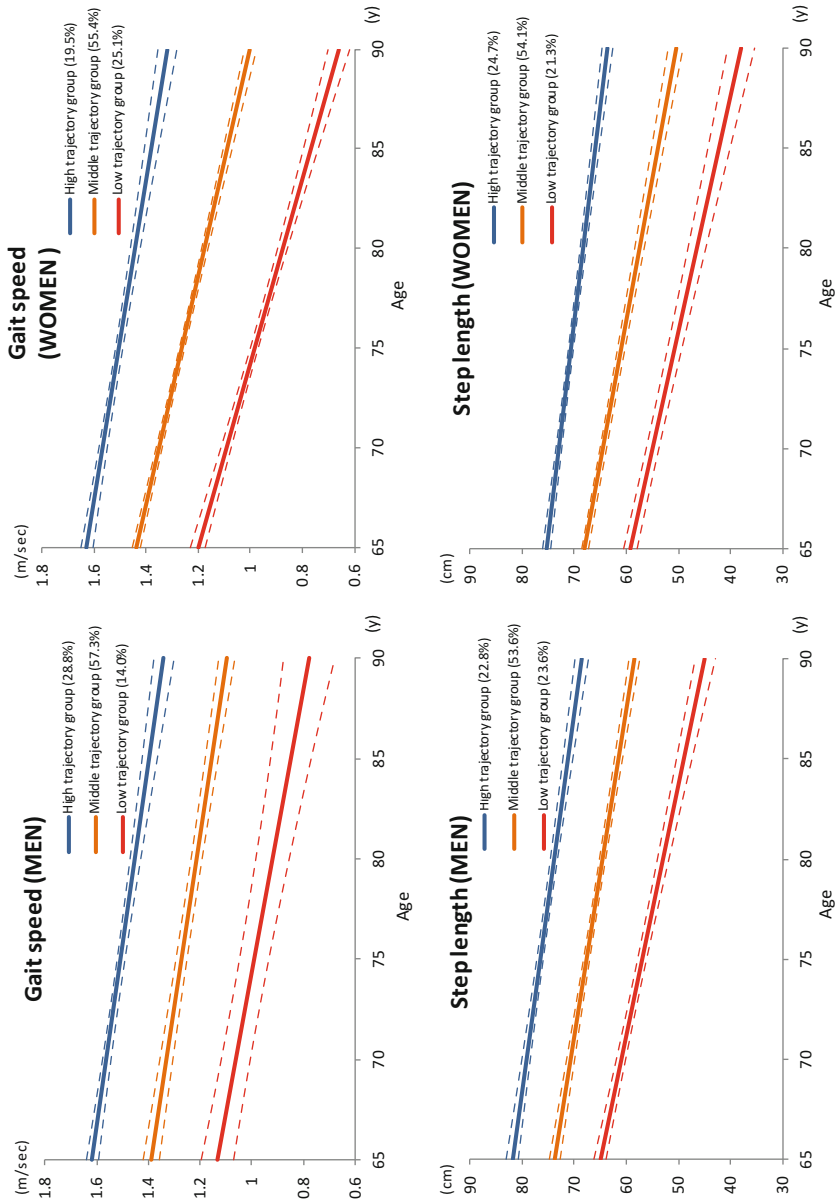 Gait speed (MEN)
(m/sec)
1.8
1.6
1.4
1.2
1
0.8
0.6
65
70
75
80
85
90
(y)
Age
High trajectory group (28.8%)
Middle trajectory group (57.3%)
Low trajectory group (14.0%)
Gait speed
(WOMEN )
(m/sec)
1.8
1.6
1.4
1.2
1
0.8
0.6
65
70
75
80
85
90
(y)
Age
High trajectory group (19.5%)
Middle trajectory group (55.4%)
Low trajectory group (25.1%)
Step length (MEN)
(cm)
90
80
70
60
50
40
30
65
70
75
80
85
90
(y)
Age
High trajectory group (22.8%)
Middle trajectory group (53.6%)
Low trajectory group (23.6%)
Step length (WOMEN)
(cm)
90
80
70
60
50
40
30
65
70
75
80
85
90
(y)
Age
High trajectory group (24.7%)
Middle trajectory group (54.1%)
Low trajectory group (21.3%)